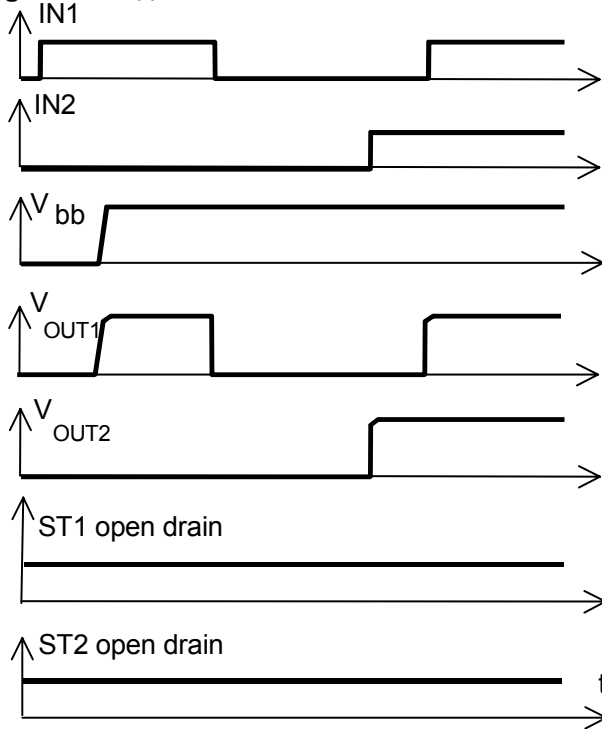 IN1
IN2
V bb
V OUT1
V OUT2
ST1 open drain
ST2 open drain
t